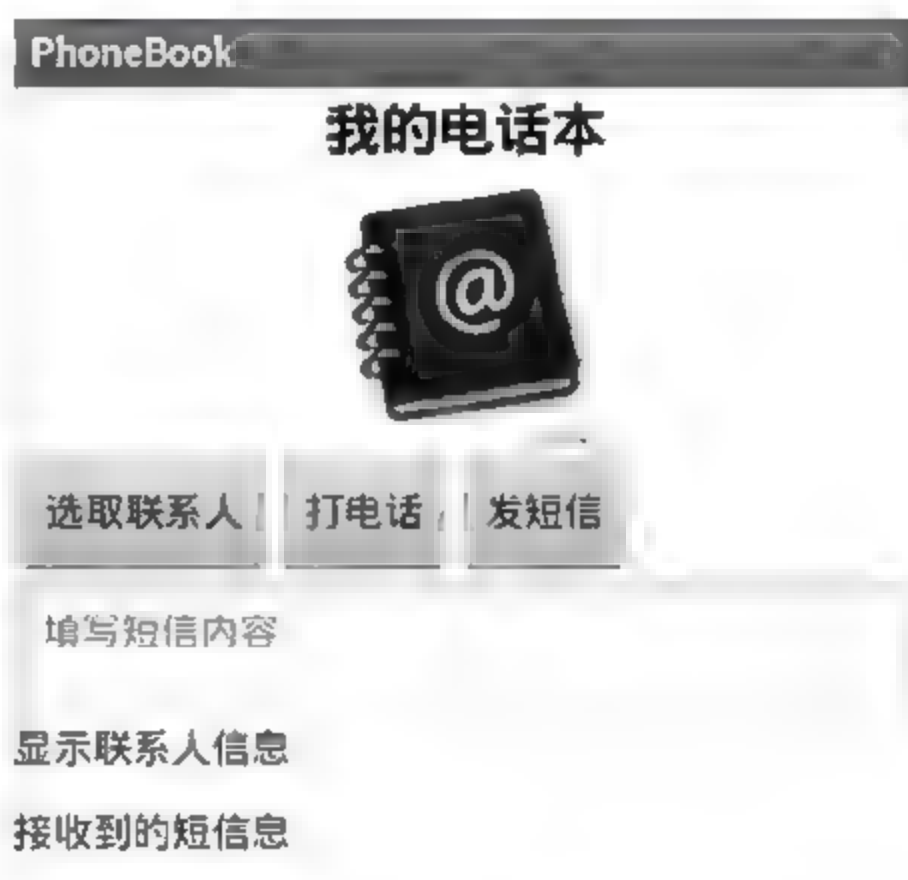 PhoneBook
我的电话本
@
选取联系人 打电话 发短信
填写短信内容
显示联系人信息
接收到的短信息